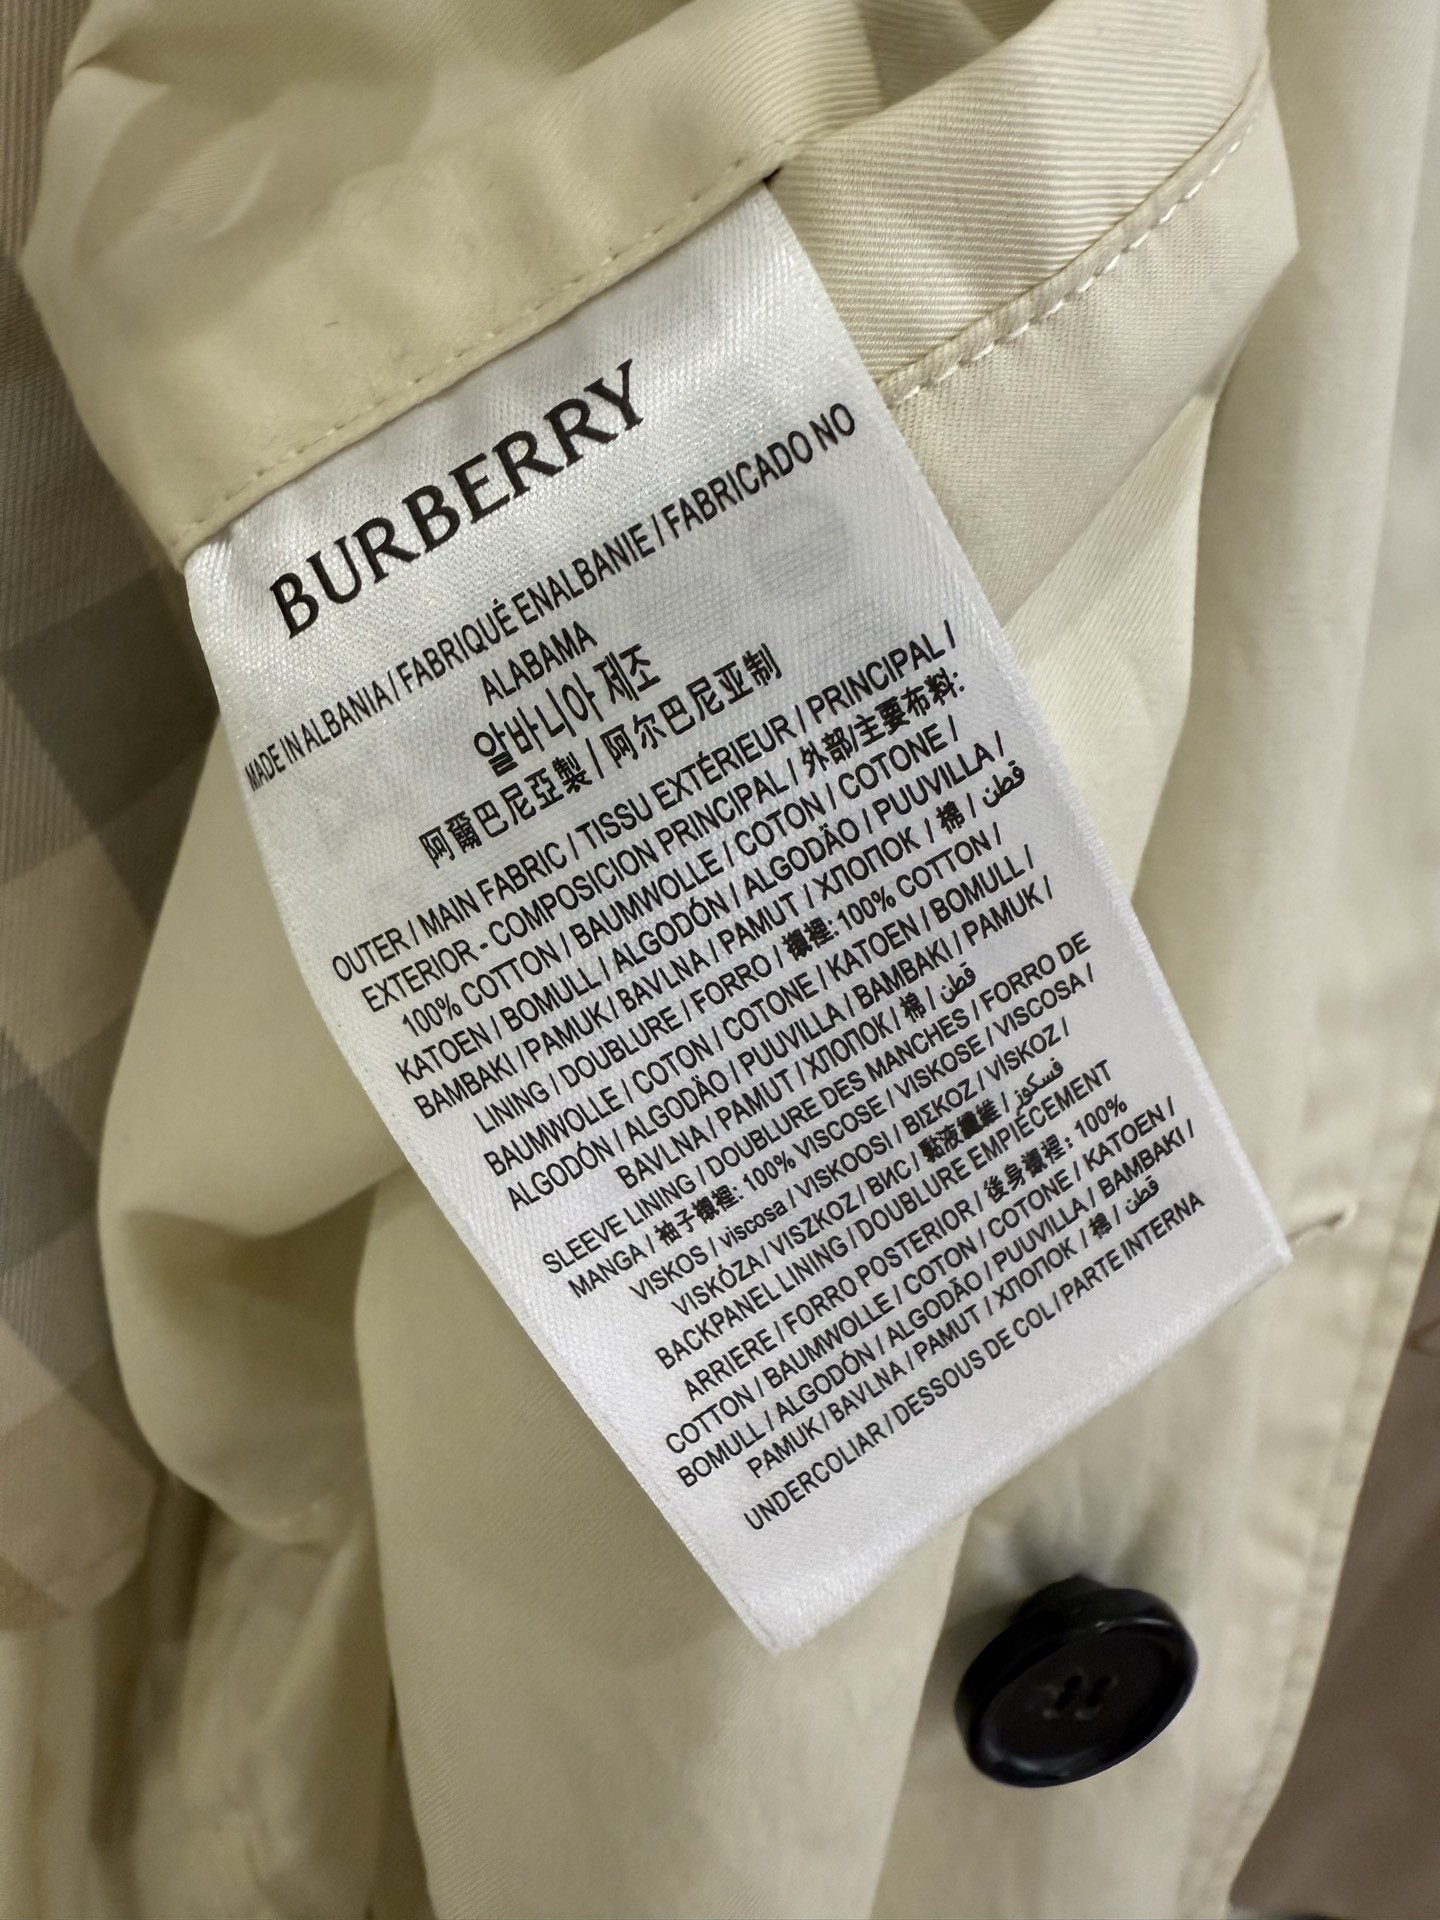 BURBERRY
MADE IN ALBANIA / FABRIQUÉ ENALBANIE / FABRICADO NO
ALABAMA
알바니아 제조
阿爾巴尼亞製 / 阿尔巴尼亚制
OUTER / MAIN FABRIC / TISSU EXTÉRIEUR / PRINCIPAL /
EXTERIOR - COMPOSICION PRINCIPAL / 外部/主要布料:
100% COTTON / BAUMWOLLE / COTON / COTONE /
KATOEN / BOMULL / ALGODÓN / ALGODÃO / PUUVILLA /
BAMBAKI / PAMUK / BAVLNA / PAMUT / ХЛОПОК / 棉 / قطن
LINING / DOUBLURE / FORRO / 襯裡: 100% COTTON /
BAUMWOLLE / COTON / COTONE / KATOEN / BOMULL /
ALGODÓN / ALGODÃO / PUUVILLA / BAMBAKI / PAMUK /
BAVLNA / PAMUT / ХЛОПОК / 棉 / قطن
SLEEVE LINING / DOUBLURE DES MANCHES / FORRO DE
MANGA / 袖子襯裡: 100% VISCOSE / VISKOSE / VISCOSA /
VISKOS / viscosa / VISKOOSI / ΒΙΣΚΟΖ / VİSKOZ /
VISKÓZA / VISZKOZ / ВИС / 黏液纖維 / فسكوز
BACKPANEL LINING / DOUBLURE EMPIÉCEMENT
ARRIERE / FORRO POSTERIOR / 後身襯裡: 100%
COTTON / BAUMWOLLE / COTON / COTONE / KATOEN /
BOMULL / ALGODÓN / ALGODÃO / PUUVILLA / BAMBAKI /
PAMUK / BAVLNA / PAMUT / ХЛОПОК / 棉 / قطن
UNDERCOLIAR / DESSOUS DE COL / PARTE INTERNA